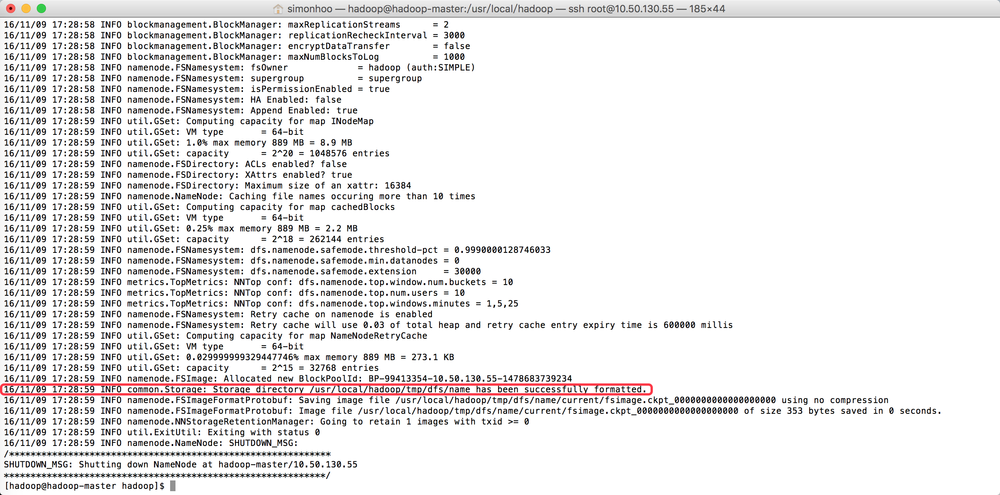 simonhoo — hadoop@hadoop-master:/usr/local/hadoop — ssh root@10.50.130.55 — 185×44
16/11/09 17:28:58 INFO blockmanagement.BlockManager: maxReplicationStreams      = 2
16/11/09 17:28:58 INFO blockmanagement.BlockManager: replicationRecheckInterval = 3000
16/11/09 17:28:58 INFO blockmanagement.BlockManager: encryptDataTransfer        = false
16/11/09 17:28:58 INFO blockmanagement.BlockManager: maxNumBlocksToLog          = 1000
16/11/09 17:28:58 INFO namenode.FSNamesystem: fsOwner             = hadoop (auth:SIMPLE)
16/11/09 17:28:58 INFO namenode.FSNamesystem: supergroup          = supergroup
16/11/09 17:28:58 INFO namenode.FSNamesystem: isPermissionEnabled = true
16/11/09 17:28:58 INFO namenode.FSNamesystem: HA Enabled: false
16/11/09 17:28:58 INFO namenode.FSNamesystem: Append Enabled: true
16/11/09 17:28:59 INFO util.GSet: Computing capacity for map INodeMap
16/11/09 17:28:59 INFO util.GSet: VM type       = 64-bit
16/11/09 17:28:59 INFO util.GSet: 1.0% max memory 889 MB = 8.9 MB
16/11/09 17:28:59 INFO util.GSet: capacity      = 2^20 = 1048576 entries
16/11/09 17:28:59 INFO namenode.FSDirectory: ACLs enabled? false
16/11/09 17:28:59 INFO namenode.FSDirectory: XAttrs enabled? true
16/11/09 17:28:59 INFO namenode.FSDirectory: Maximum size of an xattr: 16384
16/11/09 17:28:59 INFO namenode.NameNode: Caching file names occuring more than 10 times
16/11/09 17:28:59 INFO util.GSet: Computing capacity for map cachedBlocks
16/11/09 17:28:59 INFO util.GSet: VM type       = 64-bit
16/11/09 17:28:59 INFO util.GSet: 0.25% max memory 889 MB = 2.2 MB
16/11/09 17:28:59 INFO util.GSet: capacity      = 2^18 = 262144 entries
16/11/09 17:28:59 INFO namenode.FSNamesystem: dfs.namenode.safemode.threshold-pct = 0.9990000128746033
16/11/09 17:28:59 INFO namenode.FSNamesystem: dfs.namenode.safemode.min.datanodes = 0
16/11/09 17:28:59 INFO namenode.FSNamesystem: dfs.namenode.safemode.extension     = 30000
16/11/09 17:28:59 INFO metrics.TopMetrics: NNTop conf: dfs.namenode.top.window.num.buckets = 10
16/11/09 17:28:59 INFO metrics.TopMetrics: NNTop conf: dfs.namenode.top.num.users = 10
16/11/09 17:28:59 INFO metrics.TopMetrics: NNTop conf: dfs.namenode.top.windows.minutes = 1,5,25
16/11/09 17:28:59 INFO namenode.FSNamesystem: Retry cache on namenode is enabled
16/11/09 17:28:59 INFO namenode.FSNamesystem: Retry cache will use 0.03 of total heap and retry cache entry expiry time is 600000 millis
16/11/09 17:28:59 INFO util.GSet: Computing capacity for map NameNodeRetryCache
16/11/09 17:28:59 INFO util.GSet: VM type       = 64-bit
16/11/09 17:28:59 INFO util.GSet: 0.029999999329447746% max memory 889 MB = 273.1 KB
16/11/09 17:28:59 INFO util.GSet: capacity      = 2^15 = 32768 entries
16/11/09 17:28:59 INFO namenode.FSImage: Allocated new BlockPoolId: BP-99413354-10.50.130.55-1478683739234
16/11/09 17:28:59 INFO common.Storage: Storage directory /usr/local/hadoop/tmp/dfs/name has been successfully formatted.
16/11/09 17:28:59 INFO namenode.FSImageFormatProtobuf: Saving image file /usr/local/hadoop/tmp/dfs/name/current/fsimage.ckpt_0000000000000000000 using no compression
16/11/09 17:28:59 INFO namenode.FSImageFormatProtobuf: Image file /usr/local/hadoop/tmp/dfs/name/current/fsimage.ckpt_0000000000000000000 of size 353 bytes saved in 0 seconds.
16/11/09 17:28:59 INFO namenode.NNStorageRetentionManager: Going to retain 1 images with txid >= 0
16/11/09 17:28:59 INFO util.ExitUtil: Exiting with status 0
16/11/09 17:28:59 INFO namenode.NameNode: SHUTDOWN_MSG:
/************************************************************
SHUTDOWN_MSG: Shutting down NameNode at hadoop-master/10.50.130.55
************************************************************/
[hadoop@hadoop-master hadoop]$